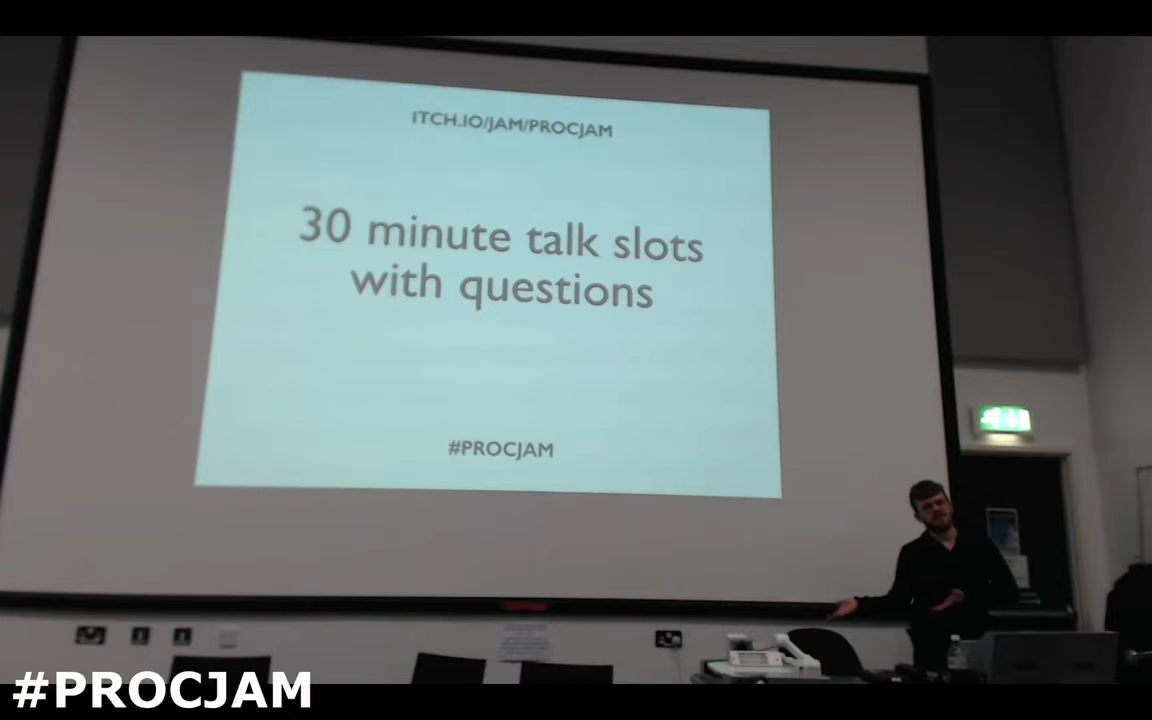 ITCH.IO/JAM/PROCJAM
30 minute talk slots
with questions
#PROCJAM
#PROCJAM